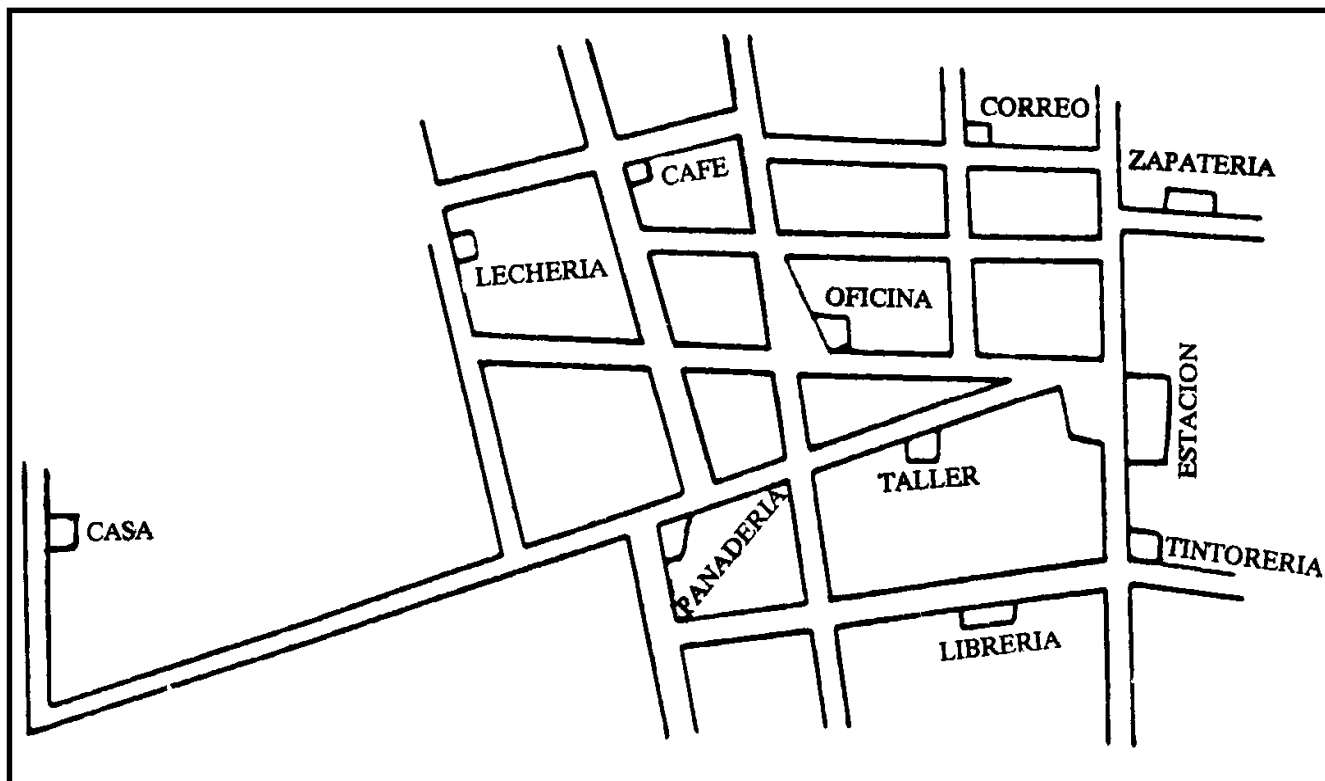 CORREO
ZAPATERIA
CAFE
LECHERIA
OFICINA
ESTACION
TALLER
CASA
PANADERIA
TINTORERIA
LIBRERIA